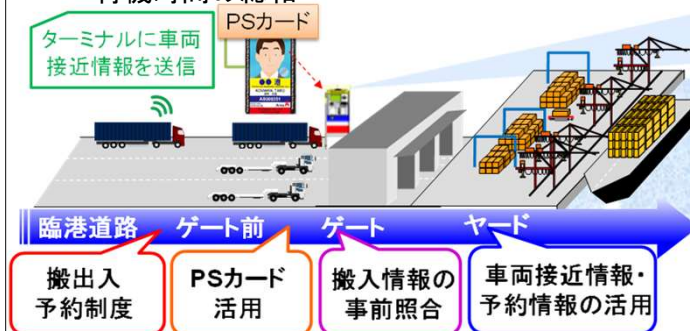 PSカード
ターミナルに車両
接近情報を送信
臨港道路
ゲート前
ゲート
ヤード
搬出入
予約制度
PSカード
活用
搬入情報の
事前照合
車両接近情報・
予約情報の活用